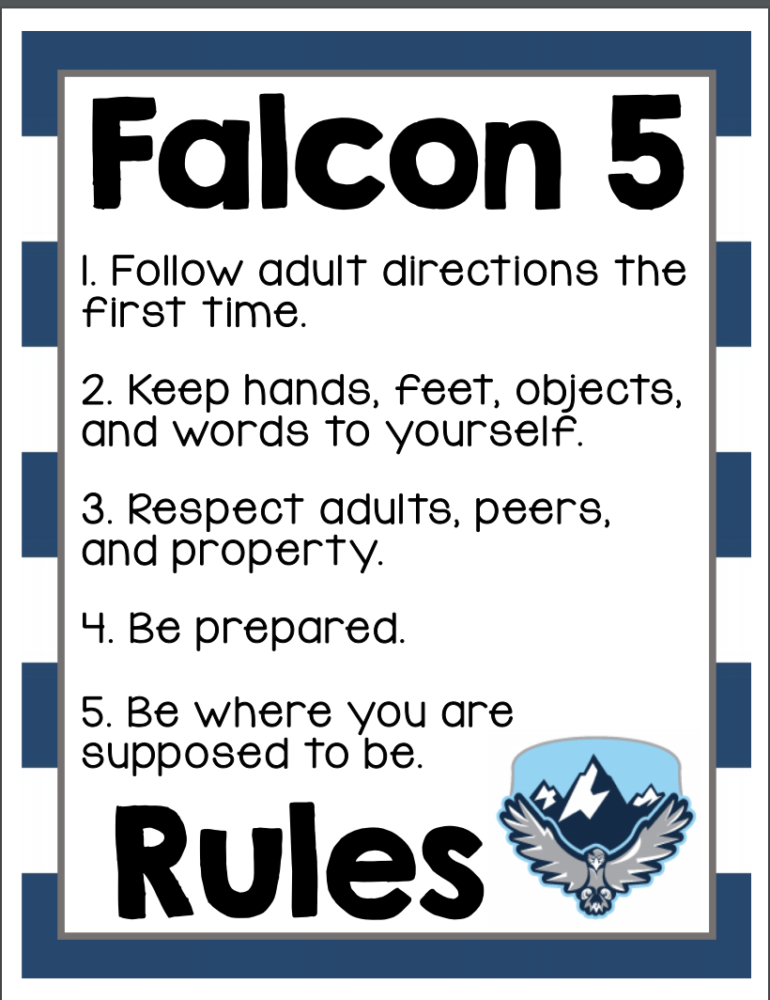 Falcon 5
1. Follow adult directions the
first time.
2. Keep hands, feet, objects,
and words to yourself.
3. Respect adults, peers,
and property.
4. Be prepared.
5. Be where you are
supposed to be.
Rules